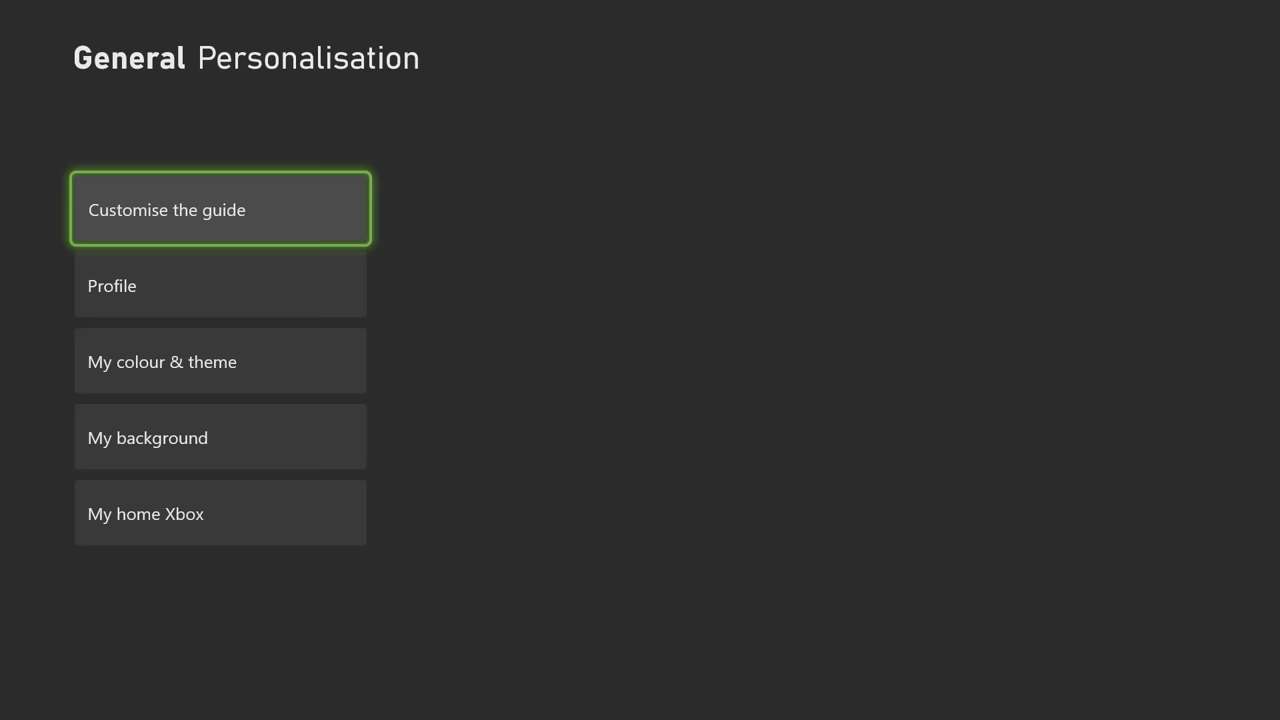 General Personalisation
Customise the guide
Profile
My colour & theme
My background
My home Xbox